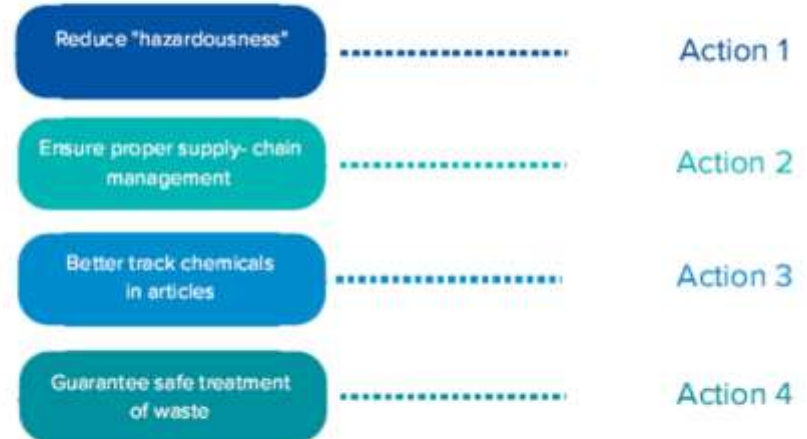 Reduce "hazardousness"
Action 1
Ensure proper supply- chain
management
Action 2
Better track chemicals
in articles
Action 3
Guarantee safe treatment
of waste
Action 4